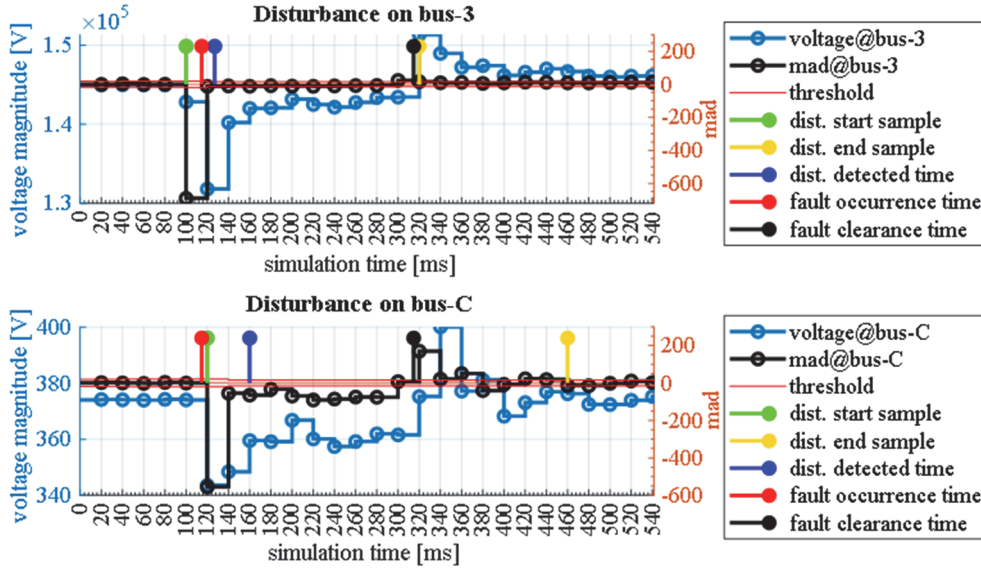 Disturbance on bus-3
×10⁵
1.5
1.4
1.3
voltage magnitude [V]
200
0
-200
-400
-600
mad
0 20 40 60 80 100 120 140 160 180 200 220 240 260 280 300 320 340 360 380 400 420 440 460 480 500 520 540
simulation time [ms]
voltage@bus-3
mad@bus-3
threshold
dist. start sample
dist. end sample
dist. detected time
fault occurrence time
fault clearance time
Disturbance on bus-C
400
380
360
340
voltage magnitude [V]
200
0
-200
-400
-600
mad
0 20 40 60 80 100 120 140 160 180 200 220 240 260 280 300 320 340 360 380 400 420 440 460 480 500 520 540
simulation time [ms]
voltage@bus-C
mad@bus-C
threshold
dist. start sample
dist. end sample
dist. detected time
fault occurrence time
fault clearance time